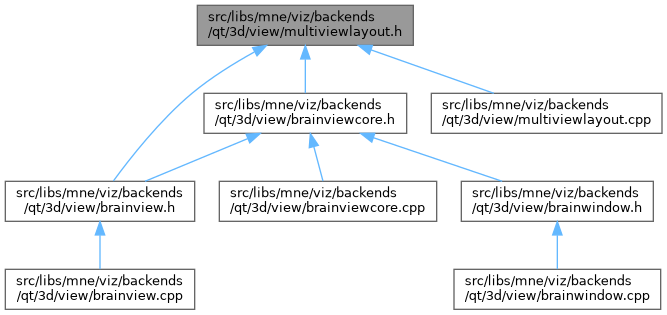 src/libs/mne/viz/backends
/qt/3d/view/multiviewlayout.h
src/libs/mne/viz/backends
/qt/3d/view/brainviewcore.h
src/libs/mne/viz/backends
/qt/3d/view/multiviewlayout.cpp
src/libs/mne/viz/backends
/qt/3d/view/brainview.h
src/libs/mne/viz/backends
/qt/3d/view/brainviewcore.cpp
src/libs/mne/viz/backends
/qt/3d/view/brainwindow.h
src/libs/mne/viz/backends
/qt/3d/view/brainview.cpp
src/libs/mne/viz/backends
/qt/3d/view/brainwindow.cpp